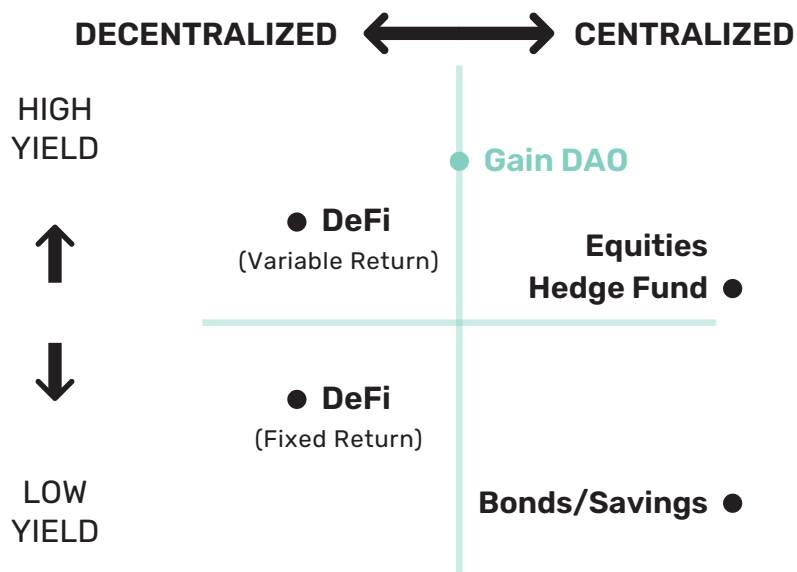 DECENTRALIZED
CENTRALIZED
HIGH
YIELD
Gain DAO
DeFi
(Variable Return)
Equities
Hedge Fund
DeFi
(Fixed Return)
LOW
YIELD
Bonds/Savings